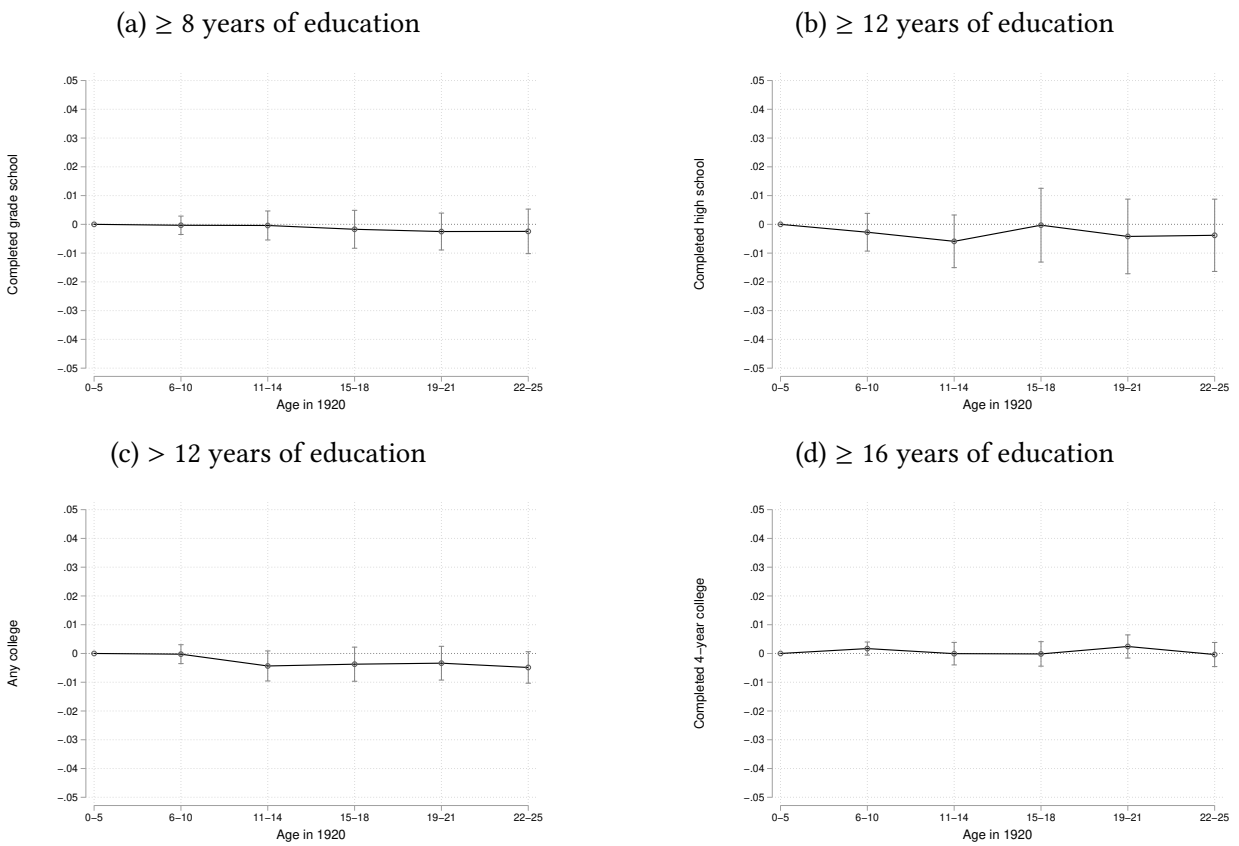 (a) ≥ 8 years of education
.05
.04
.03
.02
.01
0
−.01
−.02
−.03
−.04
−.05
Completed grade school
0−5 6−10 11−14 15−18 19−21 22−25
Age in 1920
(b) ≥ 12 years of education
.05
.04
.03
.02
.01
0
−.01
−.02
−.03
−.04
−.05
Completed high school
0−5 6−10 11−14 15−18 19−21 22−25
Age in 1920
(c) > 12 years of education
.05
.04
.03
.02
.01
0
−.01
−.02
−.03
−.04
−.05
Any college
0−5 6−10 11−14 15−18 19−21 22−25
Age in 1920
(d) ≥ 16 years of education
.05
.04
.03
.02
.01
0
−.01
−.02
−.03
−.04
−.05
Completed 4−year college
0−5 6−10 11−14 15−18 19−21 22−25
Age in 1920